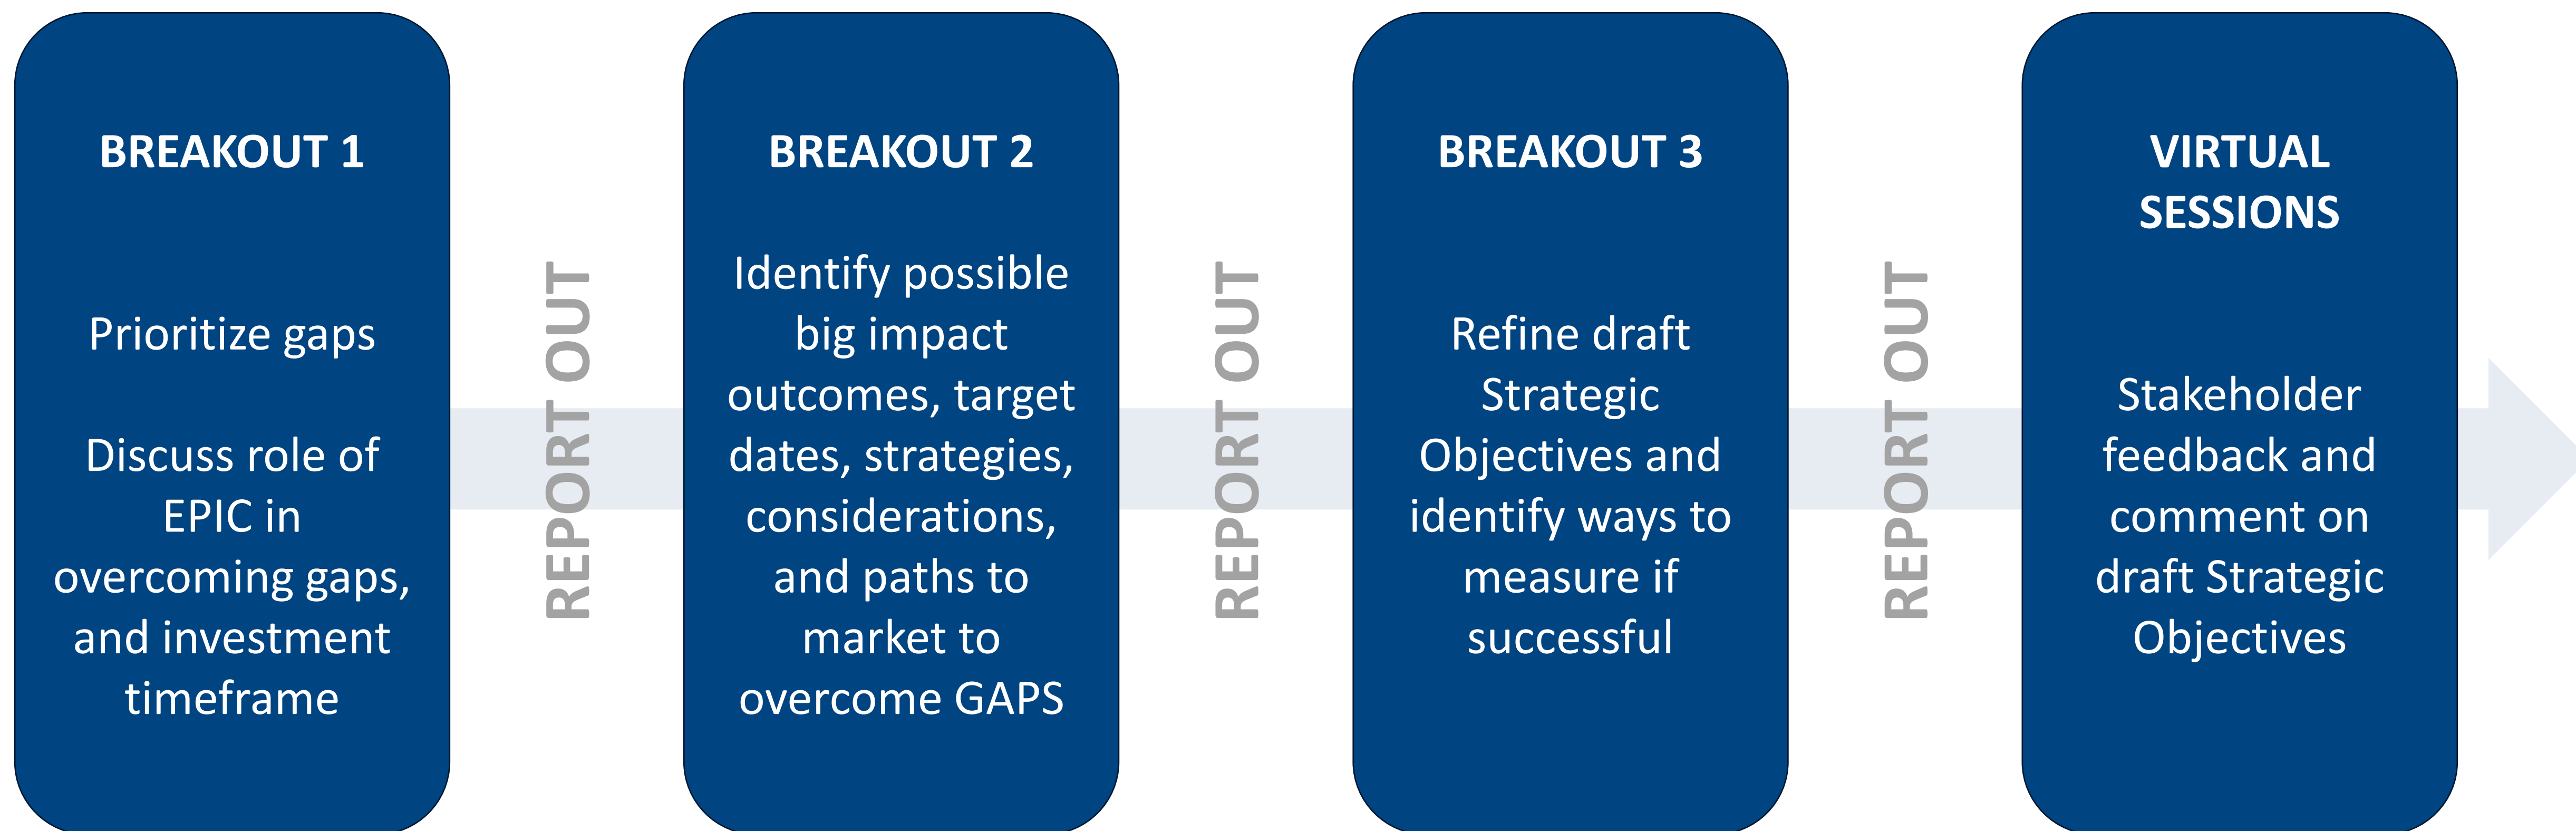 BREAKOUT 1
Prioritize gaps
Discuss role of
EPIC in
overcoming gaps,
and investment
timeframe
REPORT OUT
BREAKOUT 2
Identify possible
big impact
outcomes, target
dates, strategies,
considerations,
and paths to
market to
overcome GAPS
REPORT OUT
BREAKOUT 3
Refine draft
Strategic
Objectives and
identify ways to
measure if
successful
REPORT OUT
VIRTUAL
SESSIONS
Stakeholder
feedback and
comment on
draft Strategic
Objectives